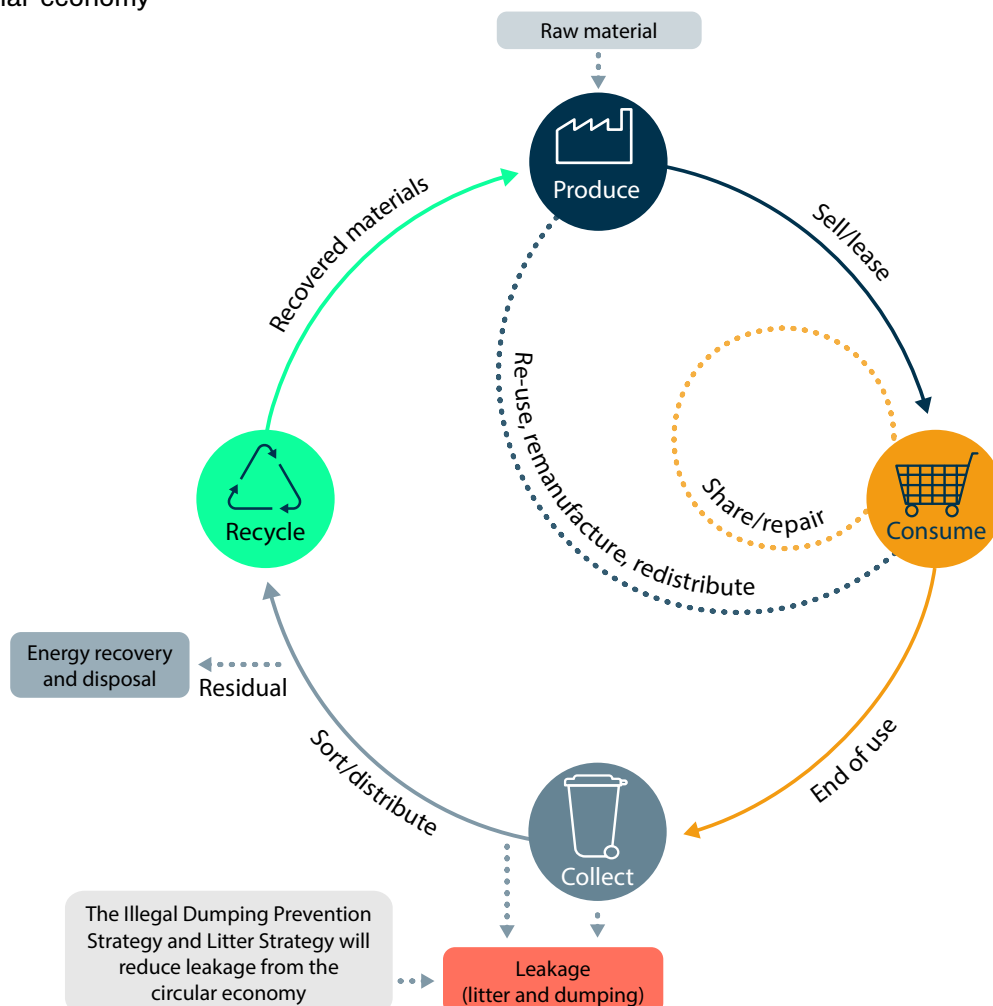 economy
Raw material
Produce
Sell/lease
Recovered materials
Re-use, remanufacture, redistribute
Share/repair
Consume
Recycle
Energy recovery
and disposal
Residual
Sort/distribute
End of use
Collect
The Illegal Dumping Prevention
Strategy and Litter Strategy will
reduce leakage from the
circular economy
Leakage
(litter and dumping)